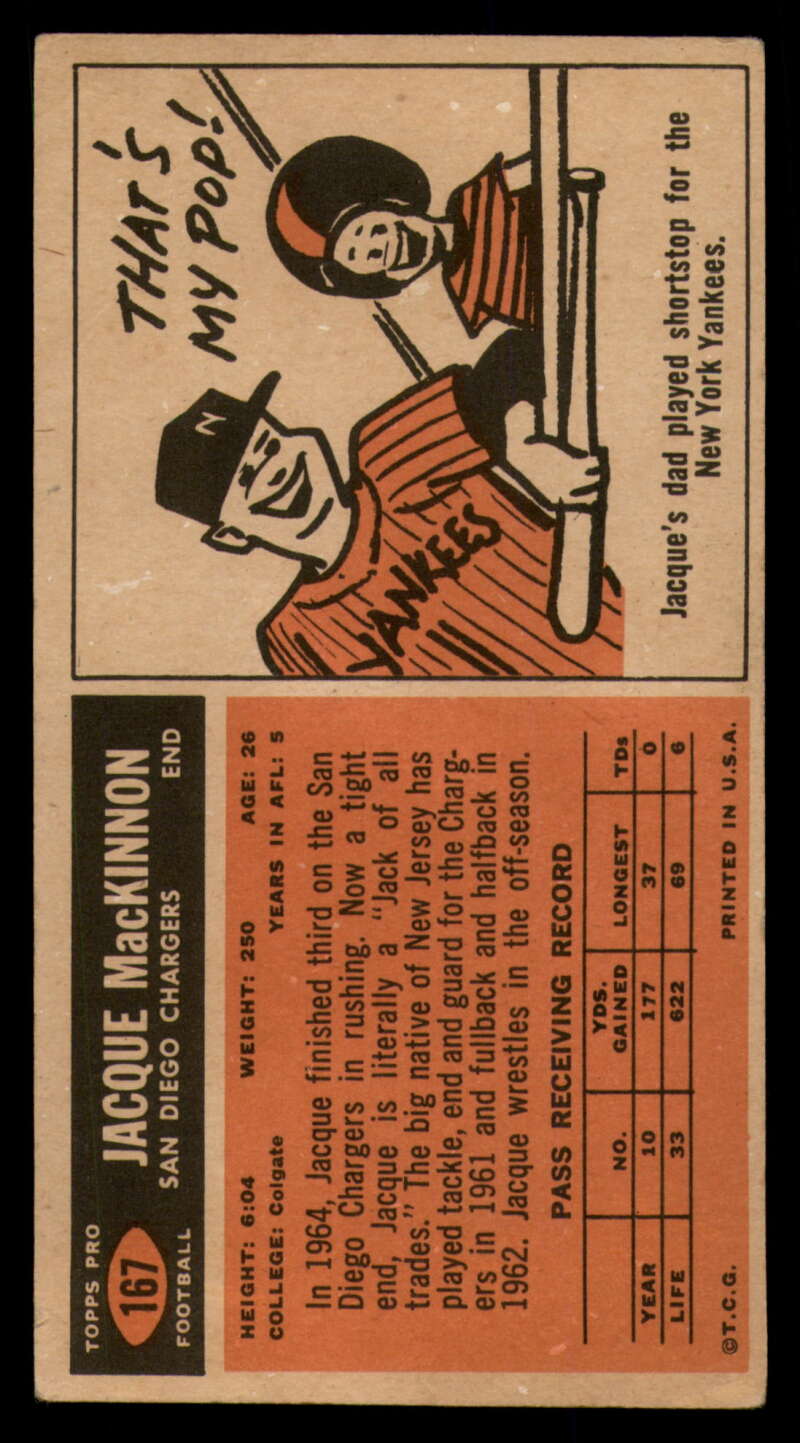 TOPPS PRO
167
FOOTBALL
JACQUE MacKINNON
SAN DIEGO CHARGERS END
HEIGHT: 6:04 WEIGHT: 250 AGE: 26
COLLEGE: Colgate YEARS IN AFL: 5
In 1964, Jacque finished third on the San
Diego Chargers in rushing. Now a tight
end, Jacque is literally a "Jack of all
trades." The big native of New Jersey has
played tackle, end and guard for the Charg-
ers in 1961 and fullback and halfback in
1962. Jacque wrestles in the off-season.
PASS RECEIVING RECORD
NO. YDS. GAINED LONGEST TDs
YEAR 10 177 37 0
LIFE 33 622 69 6
©T.C.G. PRINTED IN U.S.A.
THAT'S
MY POP!
N
YANKEES
Jacque's dad played shortstop for the
New York Yankees.